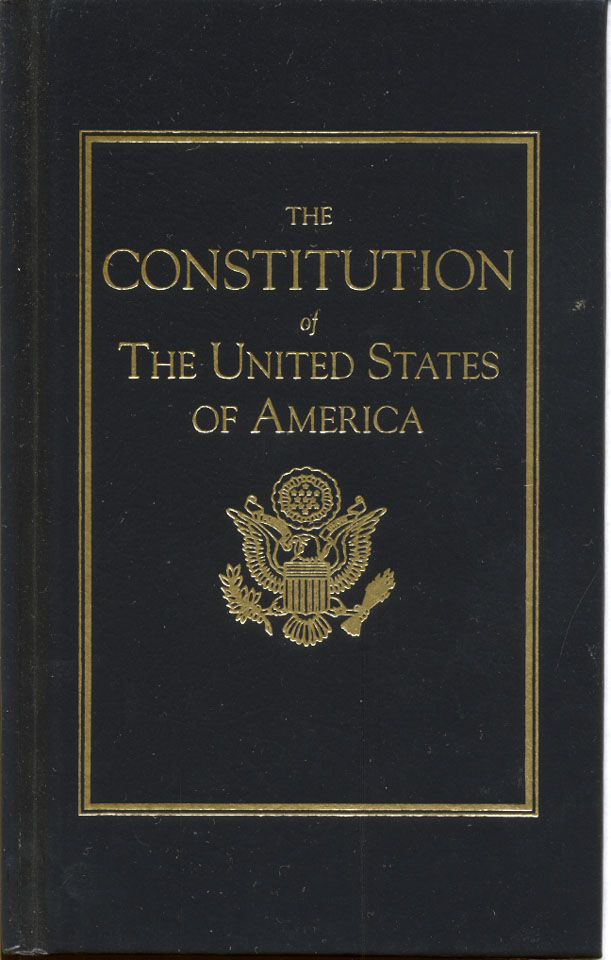 THE
CONSTITUTION
of
THE UNITED STATES
OF AMERICA